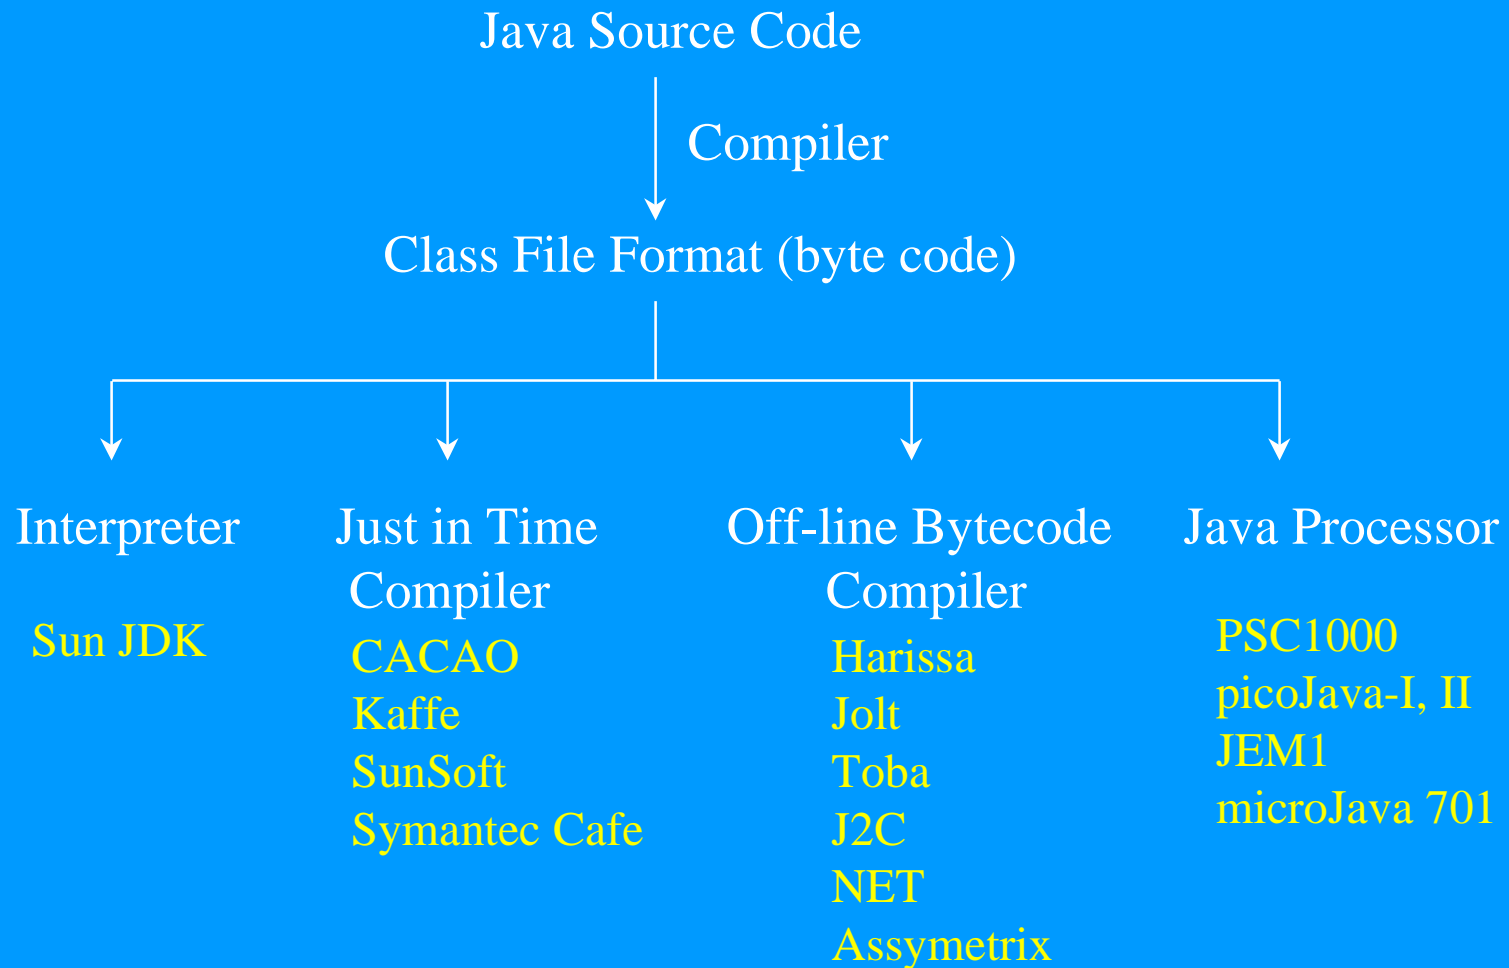 Java Source Code
Compiler
Class File Format (byte code)
Interpreter
Sun JDK
Just in Time
Compiler
CACAO
Kaffe
SunSoft
Symantec Cafe
Off-line Bytecode
Compiler
Harissa
Jolt
Toba
J2C
NET
Assymetrix
Java Processor
PSC1000
picoJava-I, II
JEM1
microJava 701